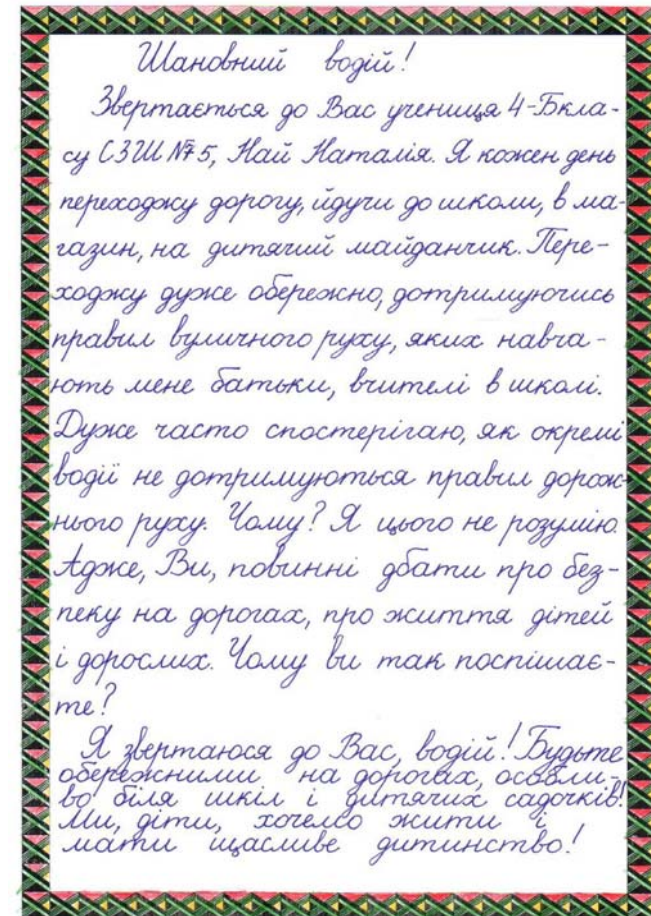 Шановний водій!
Звертається до Вас учениця 4-Бкла-
су СЗШ №5, Най Наталія. Я кожен день
переходжу дорогу, йдучи до школи, в ма-
газин, на дитячий майданчик. Пере-
ходжу дуже обережно, дотримуючись
правил вуличного руху, яких навча-
ють мене батьки, вчителі в школі.
Дуже часто спостерігаю, як окремі
водії не дотримуються правил дорож-
нього руху. Чому? Я цього не розумію.
Адже, Ви, повинні дбати про без-
пеку на дорогах, про життя дітей
і дорослих. Чому ви так поспішає-
те?
Я звертаюся до Вас, водій! Будьте
обережними на дорогах, особли-
во біля шкіл і дитячих садочків!
Ми, діти, хочемо жити і
мати щасливе дитинство!